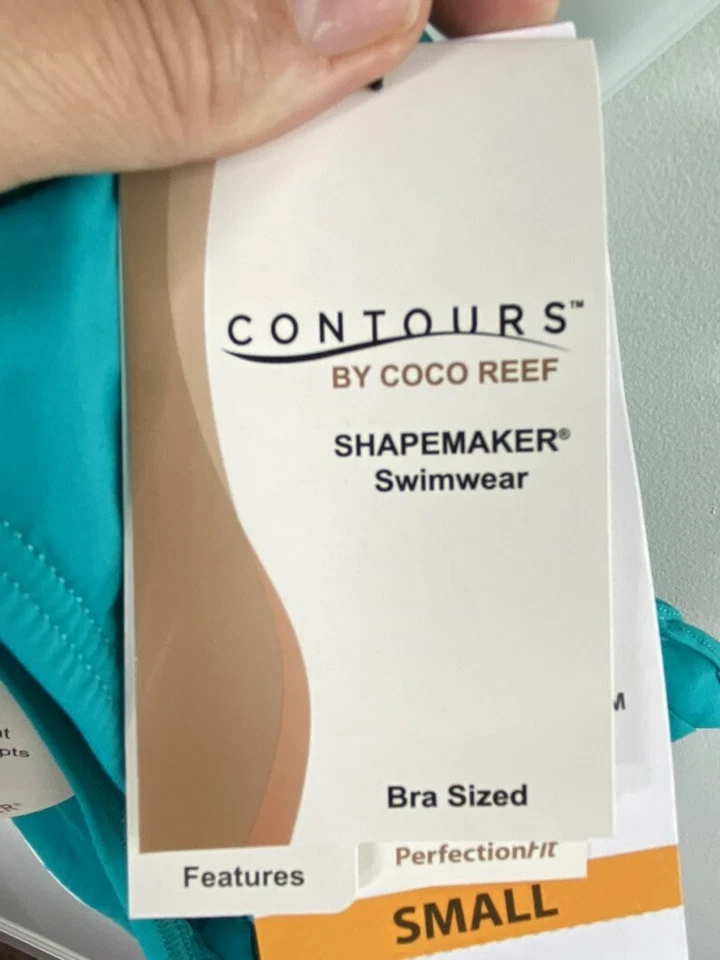 CONTOURS™
BY COCO REEF
SHAPEMAKER®
Swimwear
Bra Sized
PerfectionFit
Features
SMALL